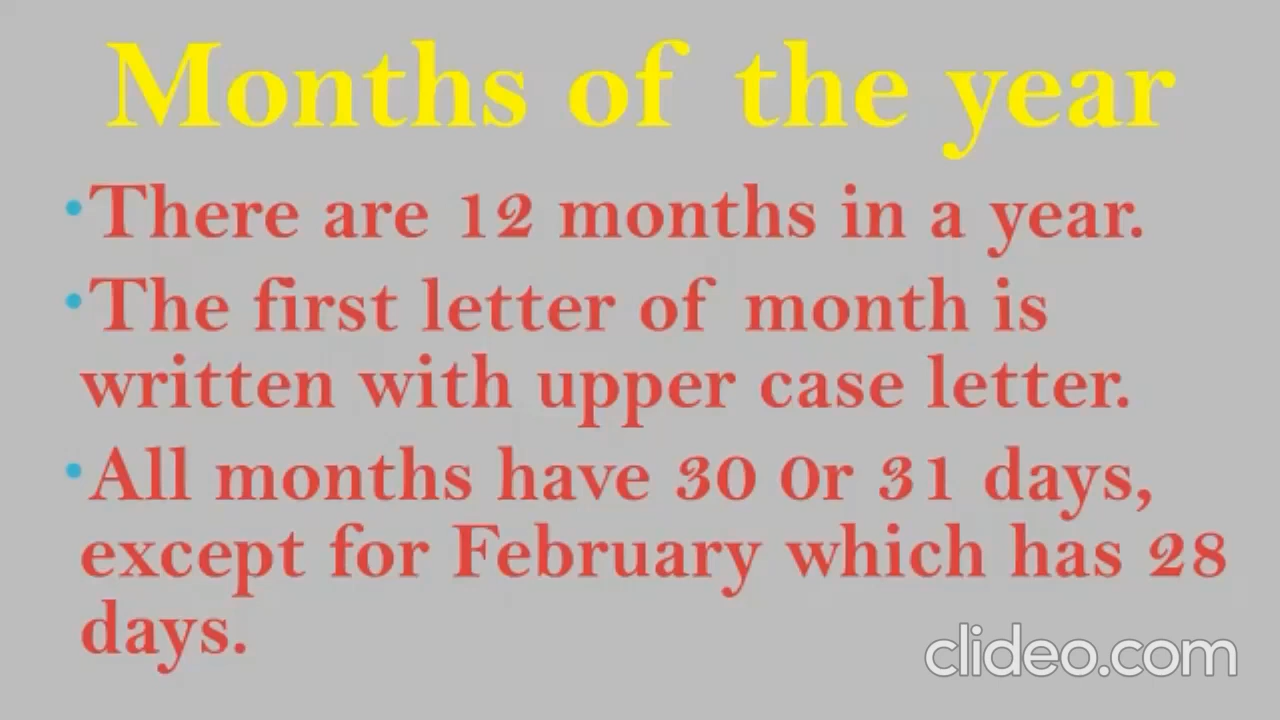 Months of the year
•There are 12 months in a year.
•The first letter of month is
written with upper case letter.
•All months have 30 0r 31 days,
except for February which has 28
days.
clideo.com